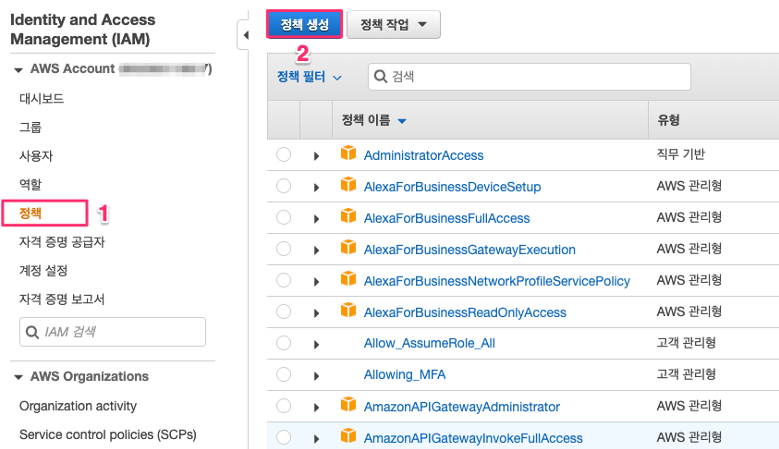 Identity and Access
Management (IAM)
AWS Account 7)
대시보드
그룹
사용자
역할
정책
1
자격 증명 공급자
계정 설정
자격 증명 보고서
IAM 검색
AWS Organizations
Organization activity
Service control policies (SCPs)
정책 생성 정책 작업
2
정책 필터 검색
정책 이름 유형
AdministratorAccess 직무 기반
AlexaForBusinessDeviceSetup AWS 관리형
AlexaForBusinessFullAccess AWS 관리형
AlexaForBusinessGatewayExecution AWS 관리형
AlexaForBusinessNetworkProfileServicePolicy AWS 관리형
AlexaForBusinessReadOnlyAccess AWS 관리형
Allow_AssumeRole_All 고객 관리형
Allowing_MFA 고객 관리형
AmazonAPIGatewayAdministrator AWS 관리형
AmazonAPIGatewayInvokeFullAccess AWS 관리형